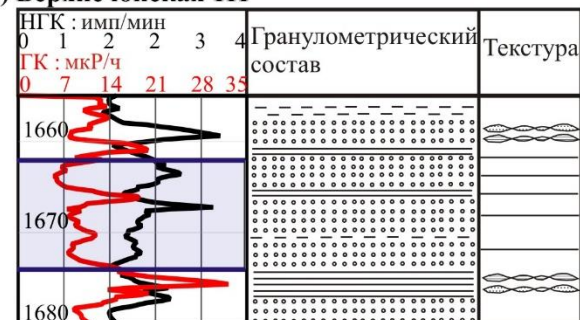 НГК : имп/мин
0 1 2 2 3 4
ГК : мкР/ч
0 7 14 21 28 35
Гранулометрический
состав
Текстура
1660
1670
1680